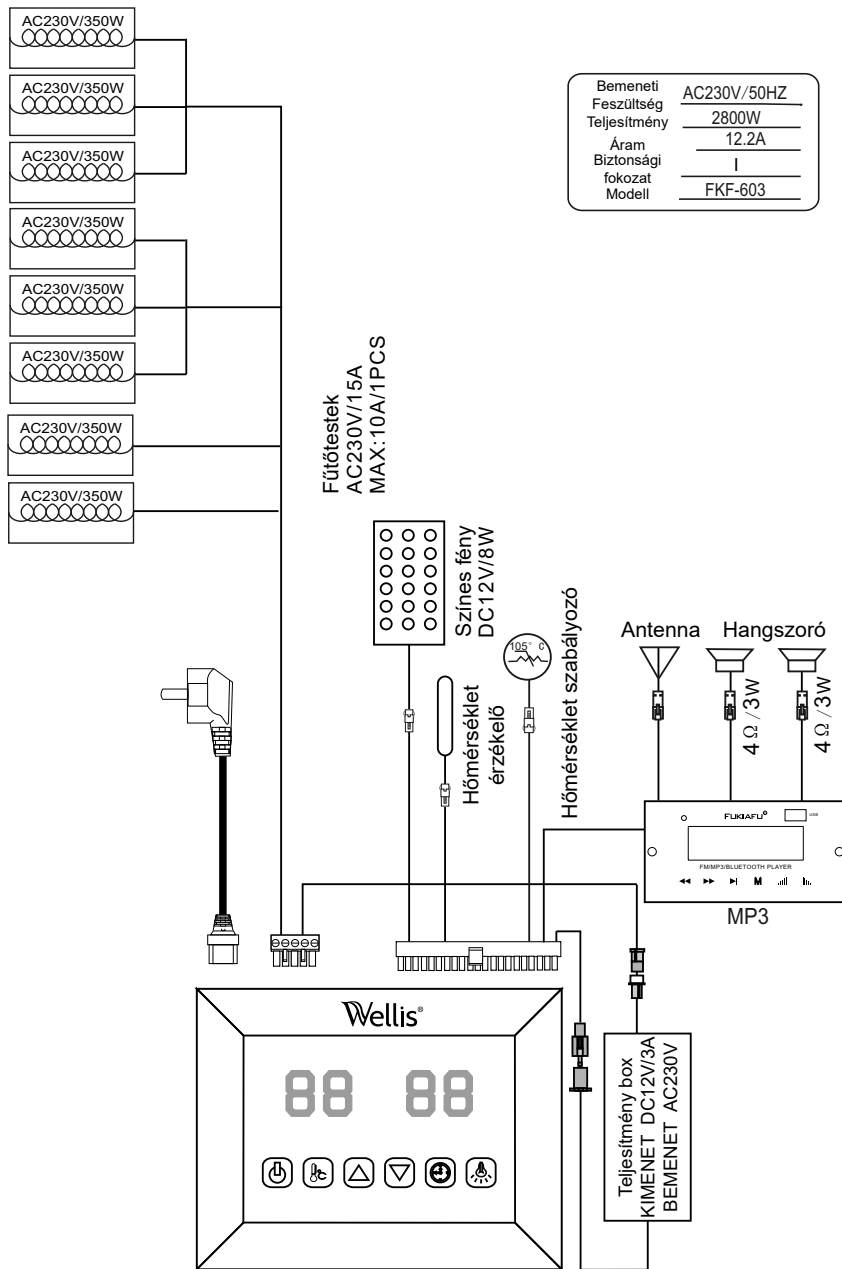 AC230V/350W
AC230V/350W
AC230V/350W
AC230V/350W
AC230V/350W
AC230V/350W
AC230V/350W
AC230V/350W
Bemeneti
Feszültség
AC230V/50HZ
Teljesítmény
2800W
Áram
12.2A
Biztonsági
fokozat
I
Modell
FKF-603
Fűtőtestek
AC230V/15A
MAX:10A/1PCS
Színes fény
DC12V/8W
Hőmérséklet
érzékelő
105° C
Hőmérséklet szabályozó
Antenna
Hangszoró
4Ω/3W
4Ω/3W
FUKIAFU®
USB
FM/MP3/BLUETOOTH PLAYER
M
MP3
Wellis®
88 88
°C
Teljesítmény box
KIMENET DC12V/3A
BEMENET AC230V